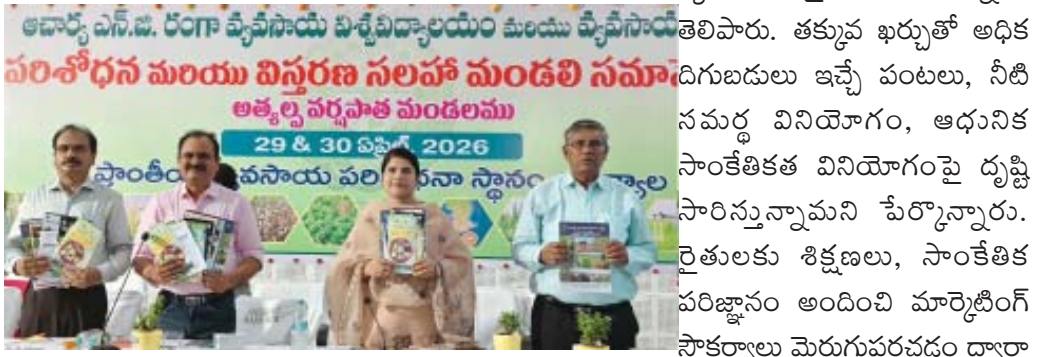 ఆచార్య ఎన్.జి. రంగా వ్యవసాయ విశ్వవిద్యాలయం మరియు వ్యవసాయ
పరిశోధన మరియు విస్తరణ సలహా మండలి
అత్యల్ప వర్షపాత మండలము
29 & 30 ఏప్రిల్, 2026
ప్రాంతీయ వ్యవసాయ పరిశోధనా స్థానం
తెలిపారు. తక్కువ ఖర్చుతో అధిక
దిగుబడులు ఇచ్చే పంటలు, నీటి
సమర్థ వినియోగం, ఆధునిక
సాంకేతికత వినియోగంపై దృష్టి
సారిస్తున్నామని పేర్కొన్నారు.
రైతులకు శిక్షణలు, సాంకేతిక
పరిజ్ఞానం అందించి మార్కెటింగ్
సౌకర్యాలు మెరుగుపరచడం ద్వారా